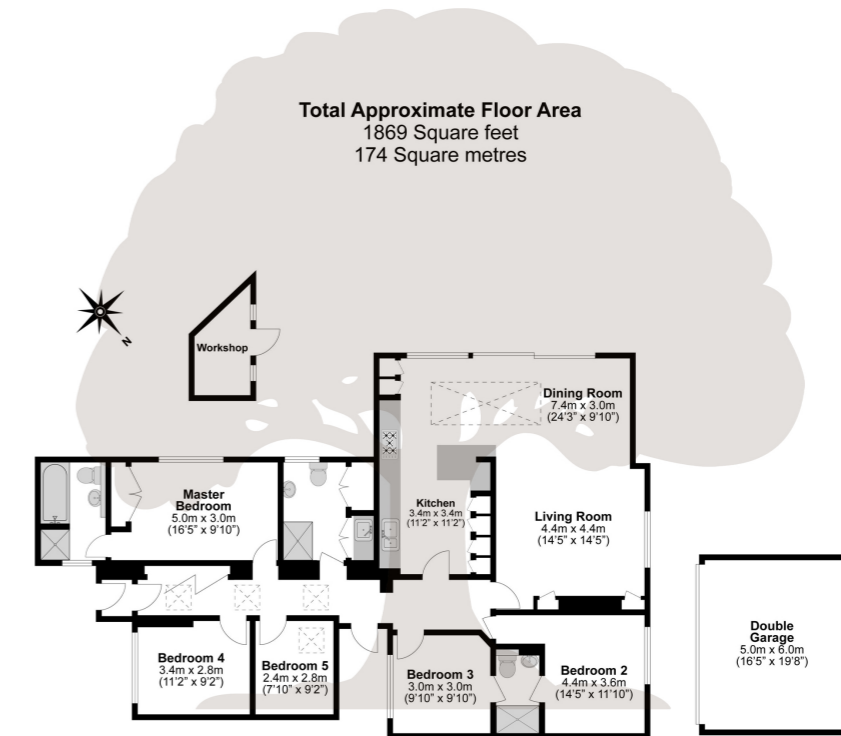 Total Approximate Floor Area
1869 Square feet
174 Square metres
N
Workshop
Dining Room
7.4m x 3.0m
(24'3" x 9'10")
Master
Bedroom
5.0m x 3.0m
(16'5" x 9'10")
Kitchen
3.4m x 3.4m
(11'2" x 11'2")
Living Room
4.4m x 4.4m
(14'5" x 14'5")
Bedroom 4
3.4m x 2.8m
(11'2" x 9'2")
Bedroom 5
2.4m x 2.8m
(7'10" x 9'2")
Bedroom 3
3.0m x 3.0m
(9'10" x 9'10")
Bedroom 2
4.4m x 3.6m
(14'5" x 11'10")
Double
Garage
5.0m x 6.0m
(16'5" x 19'8")